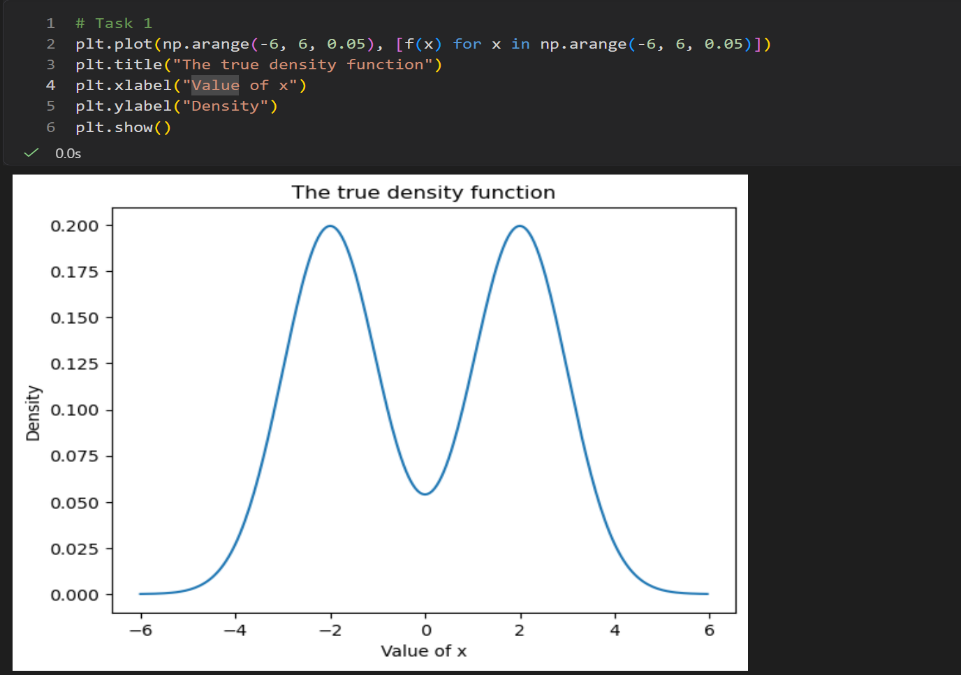 1 # Task 1
2 plt.plot(np.arange(-6, 6, 0.05), [f(x) for x in np.arange(-6, 6, 0.05)])
3 plt.title("The true density function")
4 plt.xlabel("Value of x")
5 plt.ylabel("Density")
6 plt.show()
0.0s
The true density function
0.200
0.175
0.150
0.125
0.100
0.075
0.050
0.025
0.000
Density
−6 −4 −2 0 2 4 6
Value of x